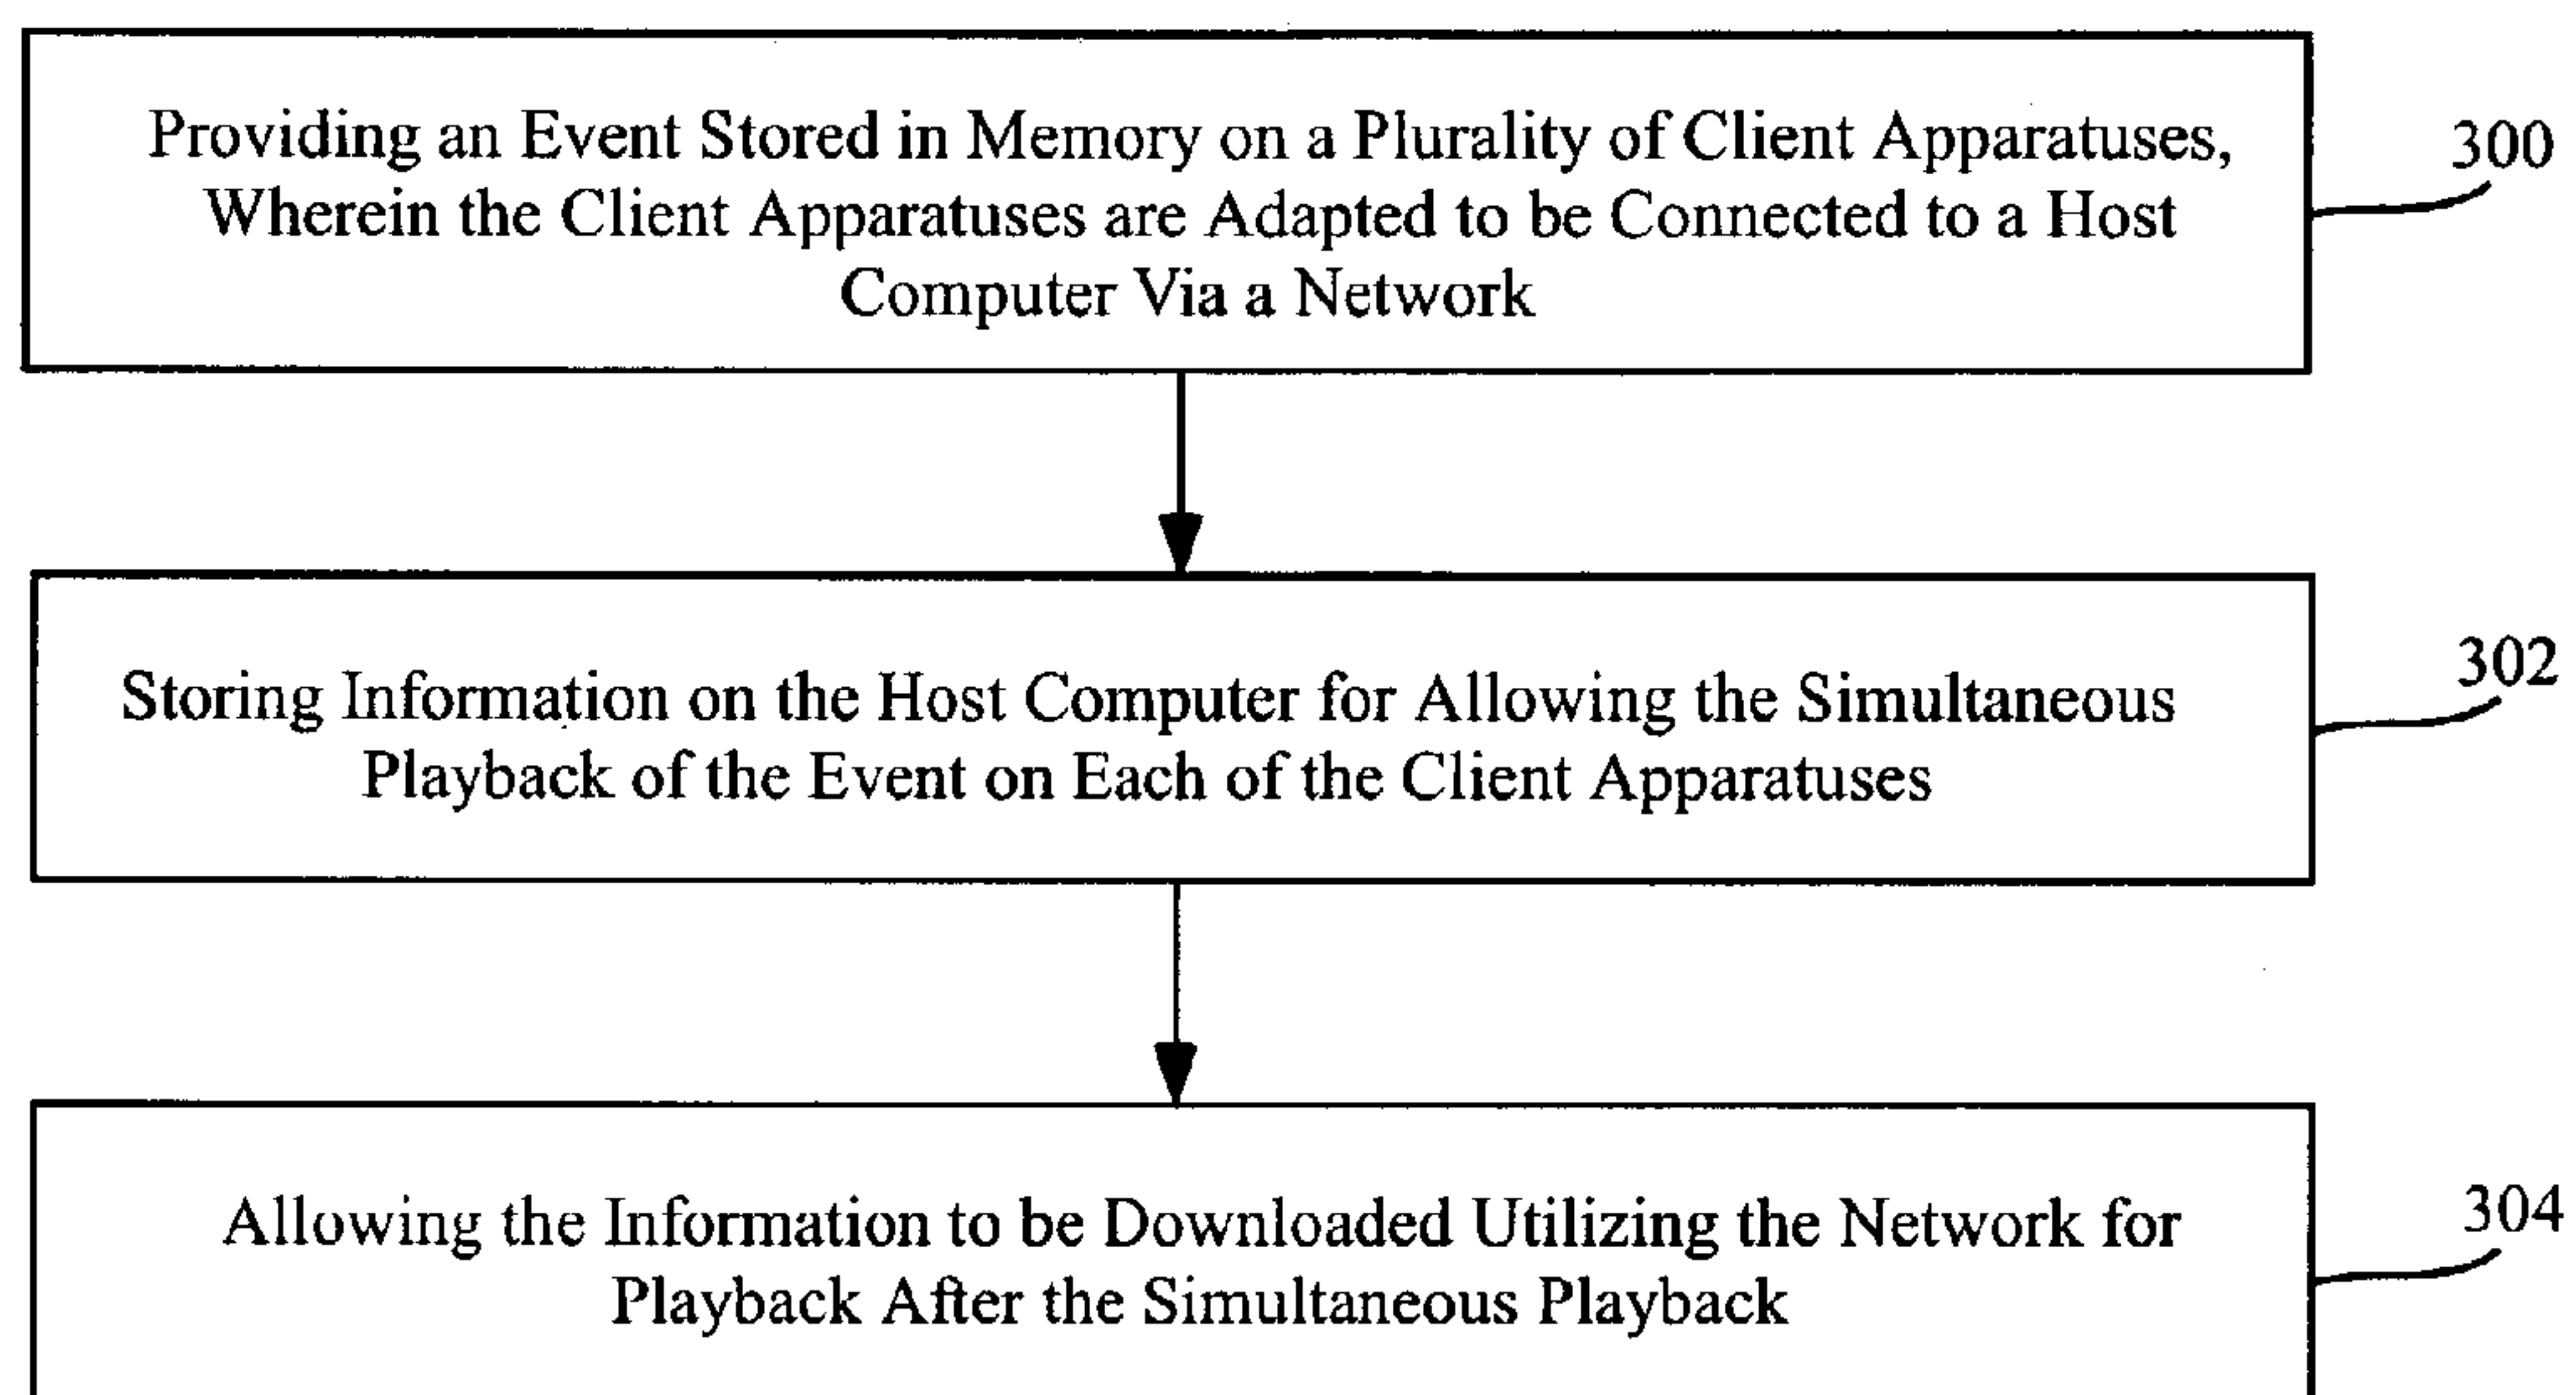 Providing an Event Stored in Memory on a Plurality of Client Apparatuses,
Wherein the Client Apparatuses are Adapted to be Connected to a Host
Computer Via a Network
300
Storing Information on the Host Computer for Allowing the Simultaneous
Playback of the Event on Each of the Client Apparatuses
302
Allowing the Information to be Downloaded Utilizing the Network for
Playback After the Simultaneous Playback
304